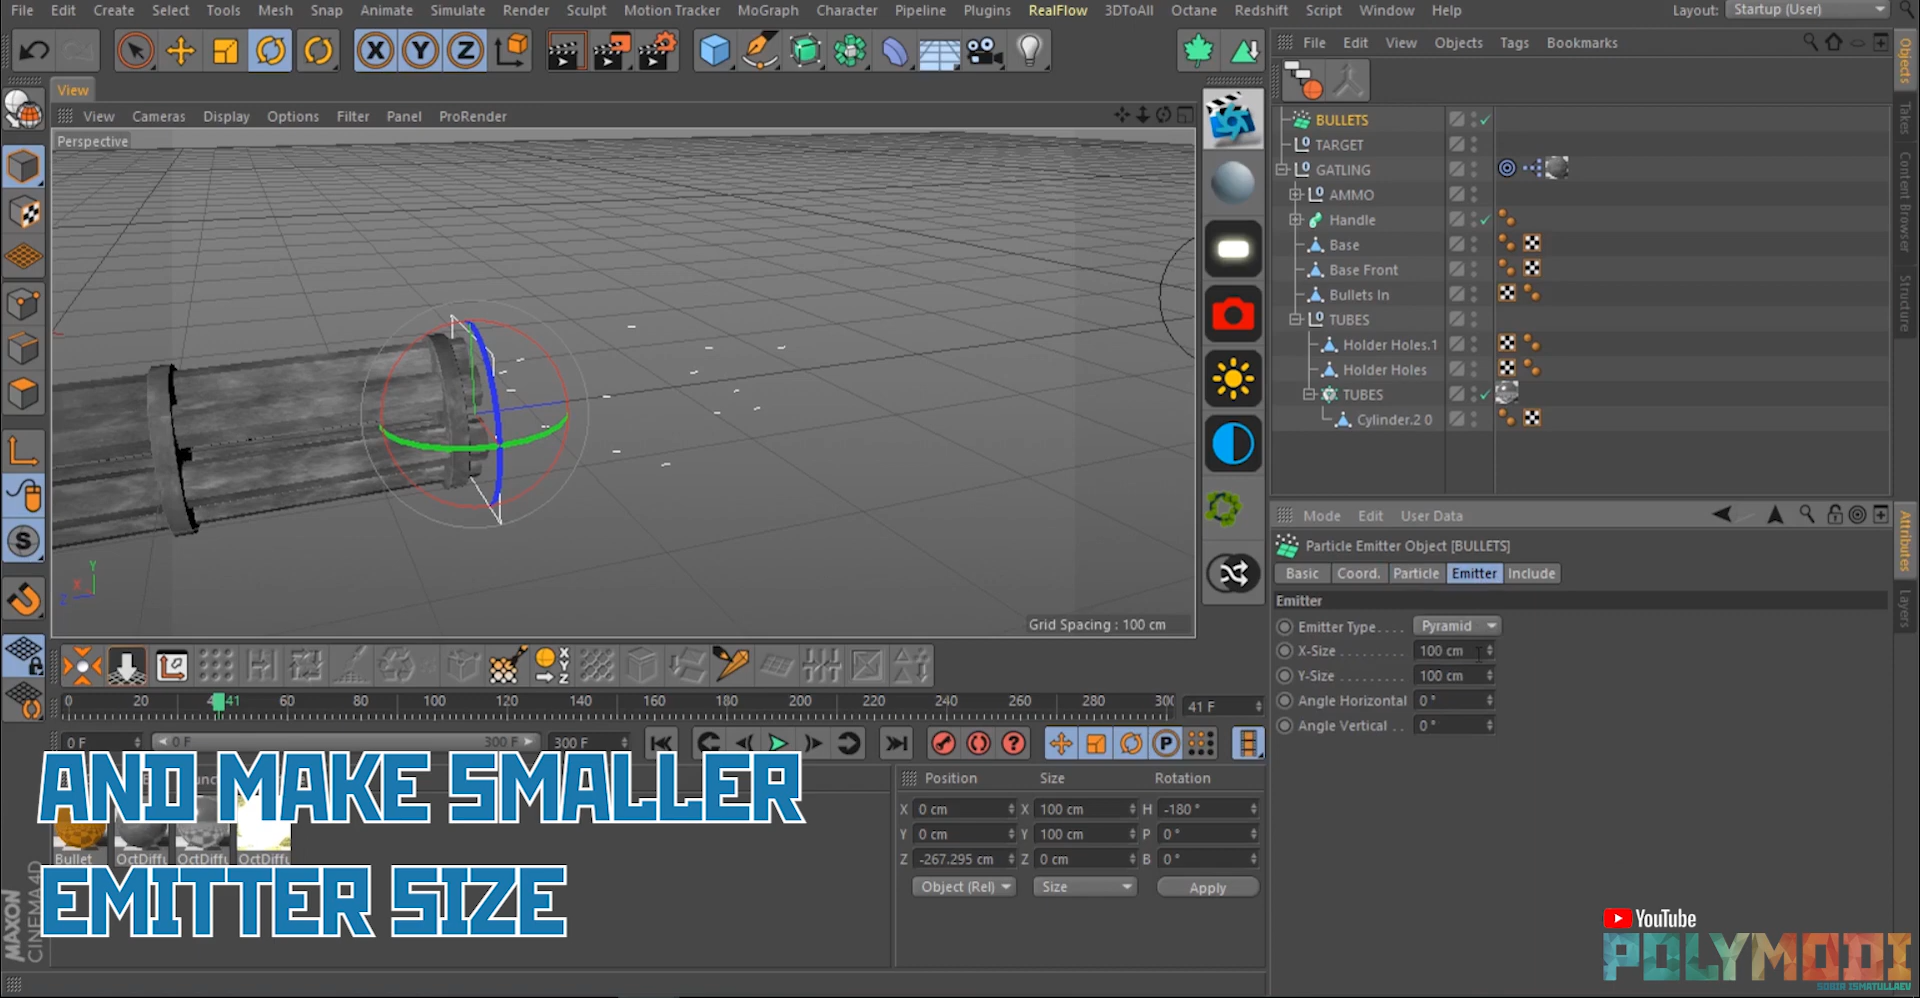 File Edit Create Select Tools Mesh Snap Animate Simulate Render Sculpt Motion Tracker MoGraph Character Pipeline Plugins RealFlow 3DToAll Octane Redshift Script Window Help Layout: Startup (User)
File Edit View Objects Tags Bookmarks
View
View Cameras Display Options Filter Panel ProRender
Perspective
Y
X
Z
Grid Spacing : 100 cm
BULLETS
TARGET
GATLING
AMMO
Handle
Base
Base Front
Bullets In
TUBES
Holder Holes.1
Holder Holes
TUBES
Cylinder.2 0
Objects
Takes
Content Browser
Structure
Mode Edit User Data
Particle Emitter Object [BULLETS]
Basic Coord. Particle Emitter Include
Emitter
Emitter Type.... Pyramid
X-Size ........ 100 cm
Y-Size ........ 100 cm
Angle Horizontal 0 °
Angle Vertical .. 0 °
Attributes
Layers
0 20 41 60 80 100 120 140 160 180 200 220 240 260 280 41 F
0 F 0 F 300 F 300 F
AND MAKE SMALLER
EMITTER SIZE
Bullet OctDiffu OctDiffu OctDiffu
MAXON
CINEMA 4D
Position Size Rotation
X 0 cm X 100 cm H -180 °
Y 0 cm Y 100 cm P 0 °
Z -267.295 cm Z 0 cm B 0 °
Object (Rel) Size Apply
YouTube
POLYMODI
SOBIR ISMATULLAEV